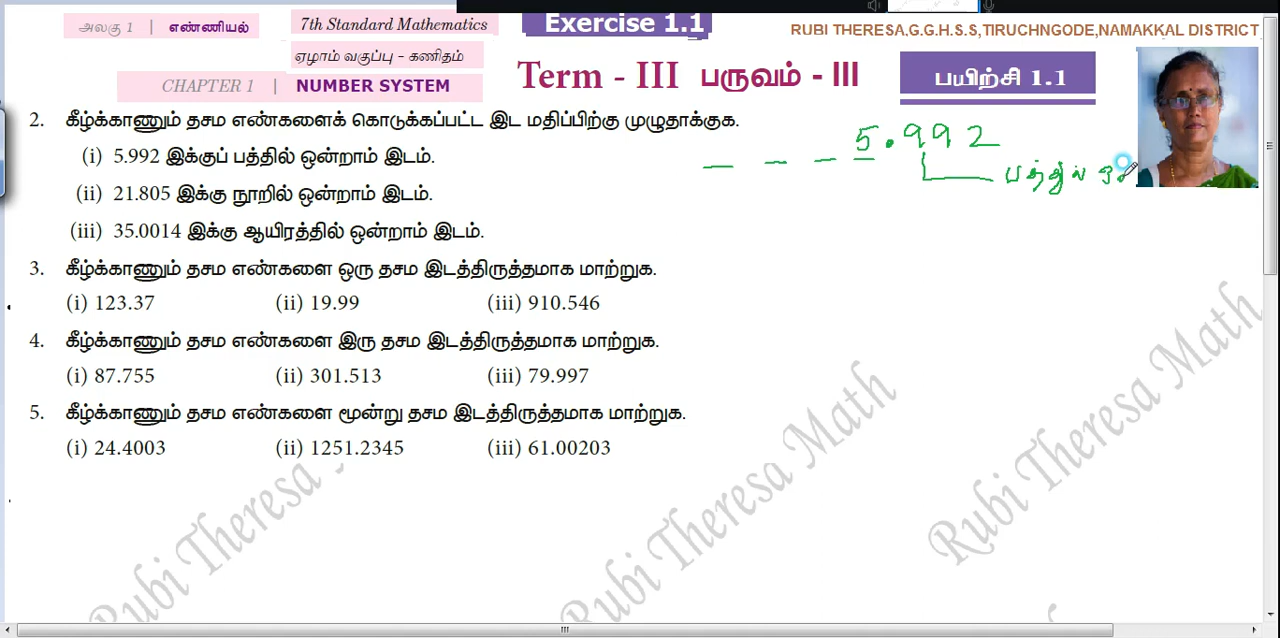 அலகு 1 | எண்ணியல்
7th Standard Mathematics
Exercise 1.1
RUBI THERESA,G.G.H.S.S,TIRUCHNGODE,NAMAKKAL DISTRICT
ஏழாம் வகுப்பு - கணிதம்
CHAPTER 1 | NUMBER SYSTEM
Term - III பருவம் - III
பயிற்சி 1.1
2. கீழ்க்காணும் தசம எண்களைக் கொடுக்கப்பட்ட இட மதிப்பிற்கு முழுதாக்குக.
(i) 5.992 இக்குப் பத்தில் ஒன்றாம் இடம்.
(ii) 21.805 இக்கு நூறில் ஒன்றாம் இடம்.
(iii) 35.0014 இக்கு ஆயிரத்தில் ஒன்றாம் இடம்.
5.992
பத்தில்
3. கீழ்க்காணும் தசம எண்களை ஒரு தசம இடத்திருத்தமாக மாற்றுக.
(i) 123.37 (ii) 19.99 (iii) 910.546
4. கீழ்க்காணும் தசம எண்களை இரு தசம இடத்திருத்தமாக மாற்றுக.
(i) 87.755 (ii) 301.513 (iii) 79.997
5. கீழ்க்காணும் தசம எண்களை மூன்று தசம இடத்திருத்தமாக மாற்றுக.
(i) 24.4003 (ii) 1251.2345 (iii) 61.00203
Rubi Theresa
Rubi Theresa Math
Rubi Theresa Math